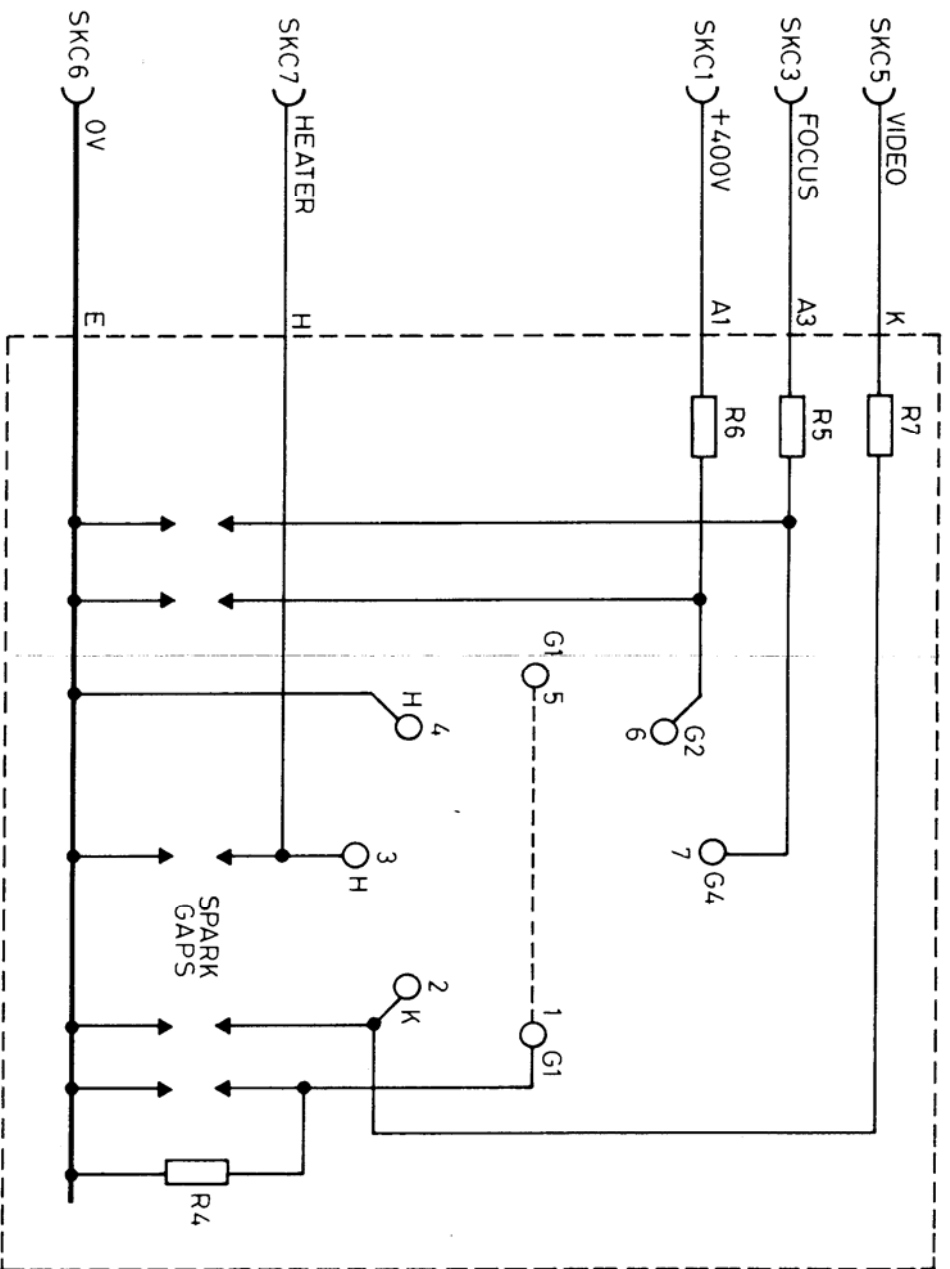 SKC6
SKC7
SKC1
SKC3
SKC5
0V
HEATER
+400V
FOCUS
VIDEO
E
H
A1
A3
K
R6
R5
R7
G1
5
H
4
6
G2
3
H
7
G4
SPARK
GAPS
2
K
1
G1
R4